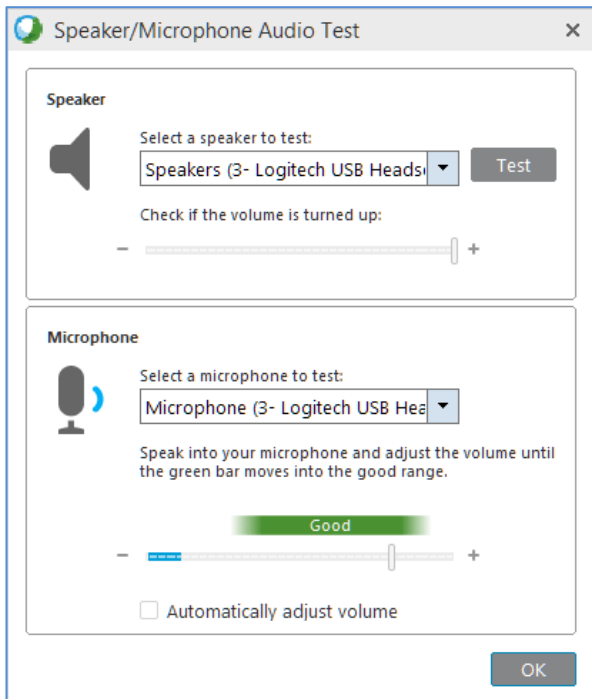 Speaker/Microphone Audio Test
Speaker
Select a speaker to test:
Speakers (3- Logitech USB Heads
Test
Check if the volume is turned up:
− +
Microphone
Select a microphone to test:
Microphone (3- Logitech USB Hea
Speak into your microphone and adjust the volume until
the green bar moves into the good range.
Good
− +
Automatically adjust volume
OK